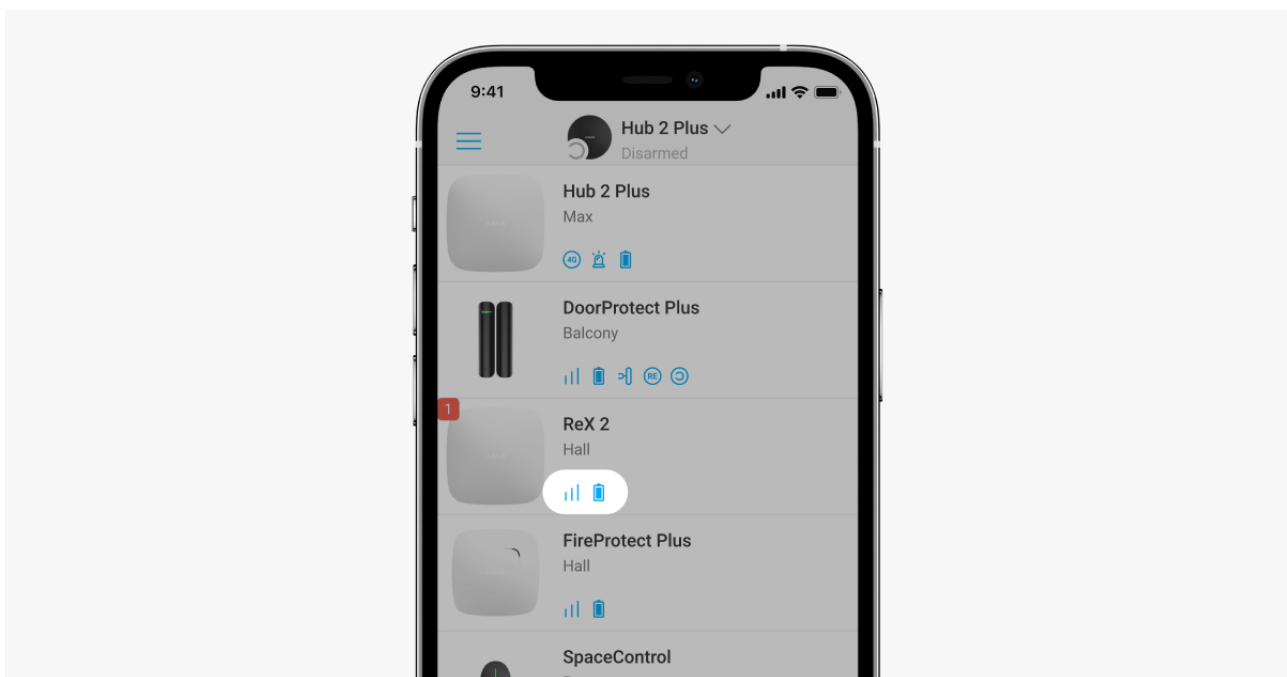 9:41
Hub 2 Plus
Disarmed
Hub 2 Plus
Max
4G
DoorProtect Plus
Balcony
RE
1
ReX 2
Hall
FireProtect Plus
Hall
SpaceControl